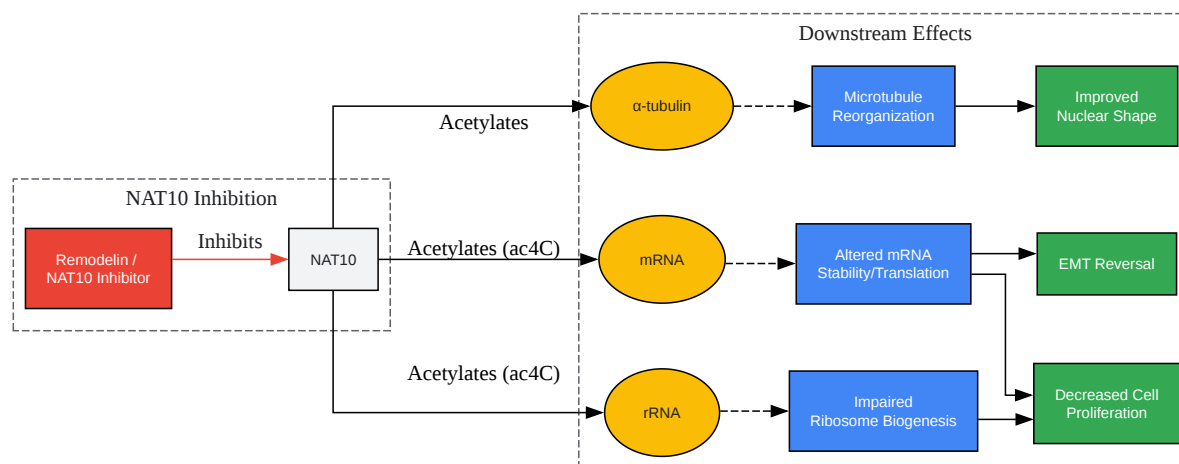 Downstream Effects
α-tubulin
Microtubule
Reorganization
Improved
Nuclear Shape
Acetylates
NAT10 Inhibition
Remodelin /
NAT10 Inhibitor
Inhibits
NAT10
Acetylates (ac4C)
mRNA
Altered mRNA
Stability/Translation
EMT Reversal
Acetylates (ac4C)
rRNA
Impaired
Ribosome Biogenesis
Decreased Cell
Proliferation